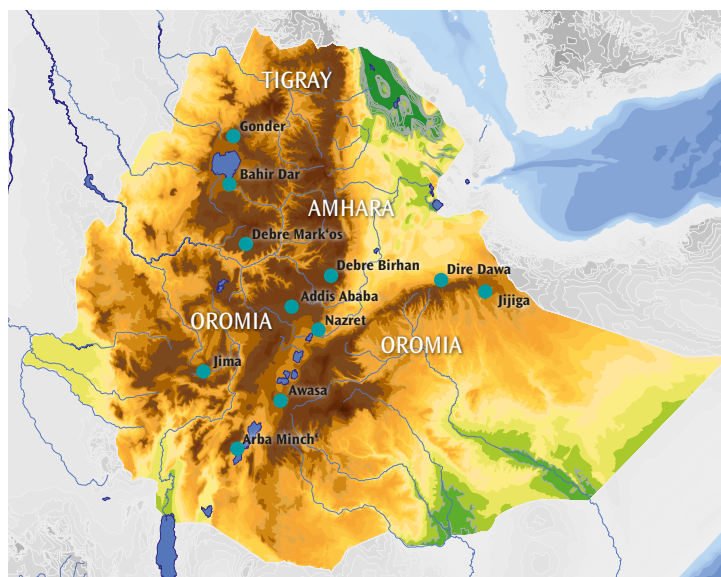 TIGRAY
Gonder
Bahir Dar
AMHARA
Debre Mark‘os
Debre Birhan
Dire Dawa
Addis Ababa
Jijiga
OROMIA
Nazret
OROMIA
Jima
Awasa
Arba Minch‘